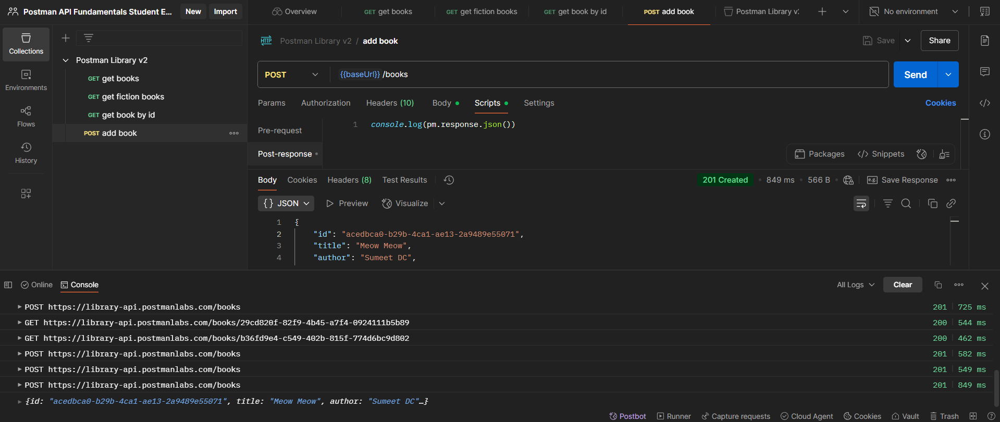 Postman API Fundamentals Student E... New Import Overview GET get books GET get fiction books GET get book by id POST add book Postman Library v2 No environment
Collections
Environments
Flows
History
Postman Library v2
GET get books
GET get fiction books
GET get book by id
POST add book
HTTP Postman Library v2 / add book Save Share
POST {{baseUrl}} /books Send
Params Authorization Headers (10) Body Scripts Settings Cookies
Pre-request
Post-response
1 console.log(pm.response.json())
Packages </> Snippets
Body Cookies Headers (8) Test Results 201 Created 849 ms 566 B e.g. Save Response
{} JSON Preview Visualize
1 {
2 "id": "acedbca0-b29b-4ca1-ae13-2a9489e55071",
3 "title": "Meow Meow",
4 "author": "Sumeet DC",
Online Console All Logs Clear
POST https://library-api.postmanlabs.com/books 201 725 ms
GET https://library-api.postmanlabs.com/books/29cd820f-82f9-4b45-a7f4-0924111b5b89 200 544 ms
GET https://library-api.postmanlabs.com/books/b36fd9e4-c549-402b-815f-774d6bc9d802 200 462 ms
POST https://library-api.postmanlabs.com/books 201 582 ms
POST https://library-api.postmanlabs.com/books 201 549 ms
POST https://library-api.postmanlabs.com/books 201 849 ms
{id: "acedbca0-b29b-4ca1-ae13-2a9489e55071", title: "Meow Meow", author: "Sumeet DC"…}
Postbot Runner Capture requests Cloud Agent Cookies Vault Trash